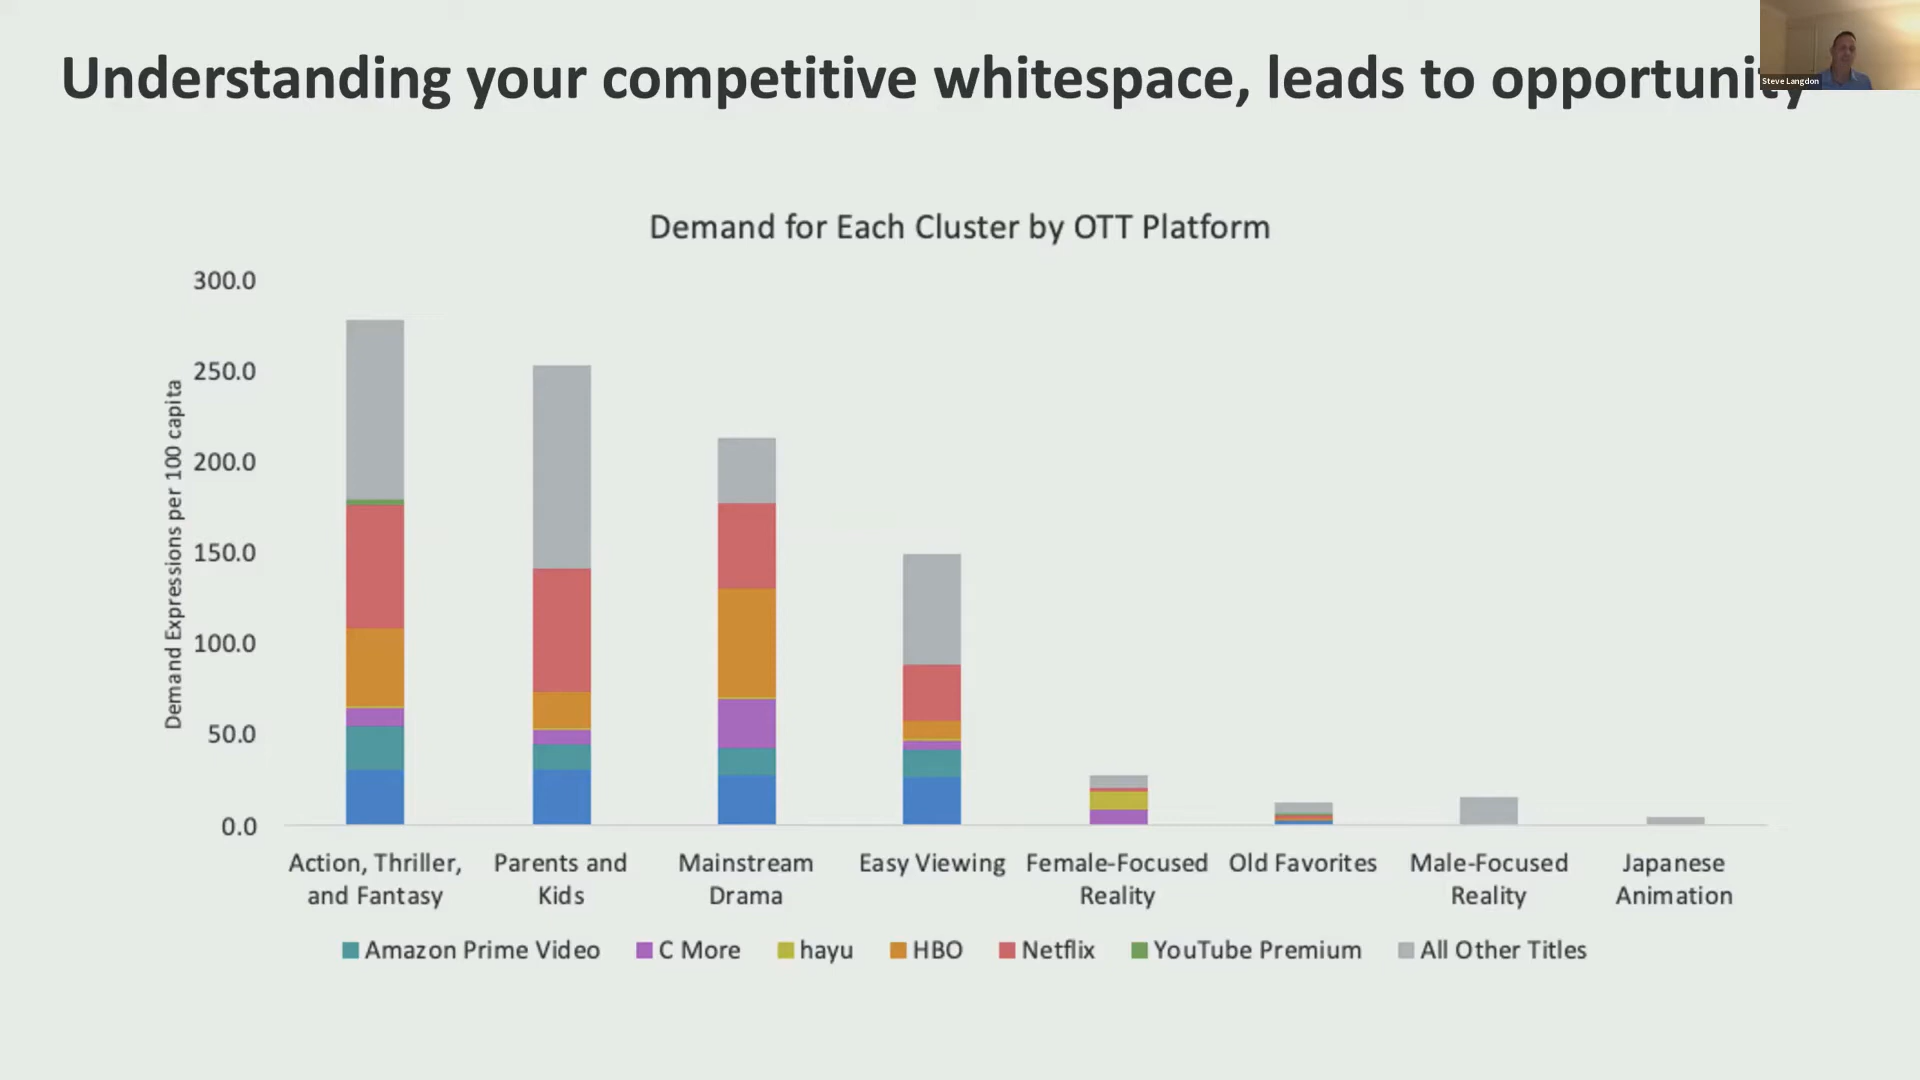 Understanding your competitive whitespace, leads to opportunity
Steve Langdon
Demand for Each Cluster by OTT Platform
Demand Expressions per 100 capita
300.0
250.0
200.0
150.0
100.0
50.0
0.0
Action, Thriller, and Fantasy
Parents and Kids
Mainstream Drama
Easy Viewing
Female-Focused Reality
Old Favorites
Male-Focused Reality
Japanese Animation
Amazon Prime Video
C More
hayu
HBO
Netflix
YouTube Premium
All Other Titles